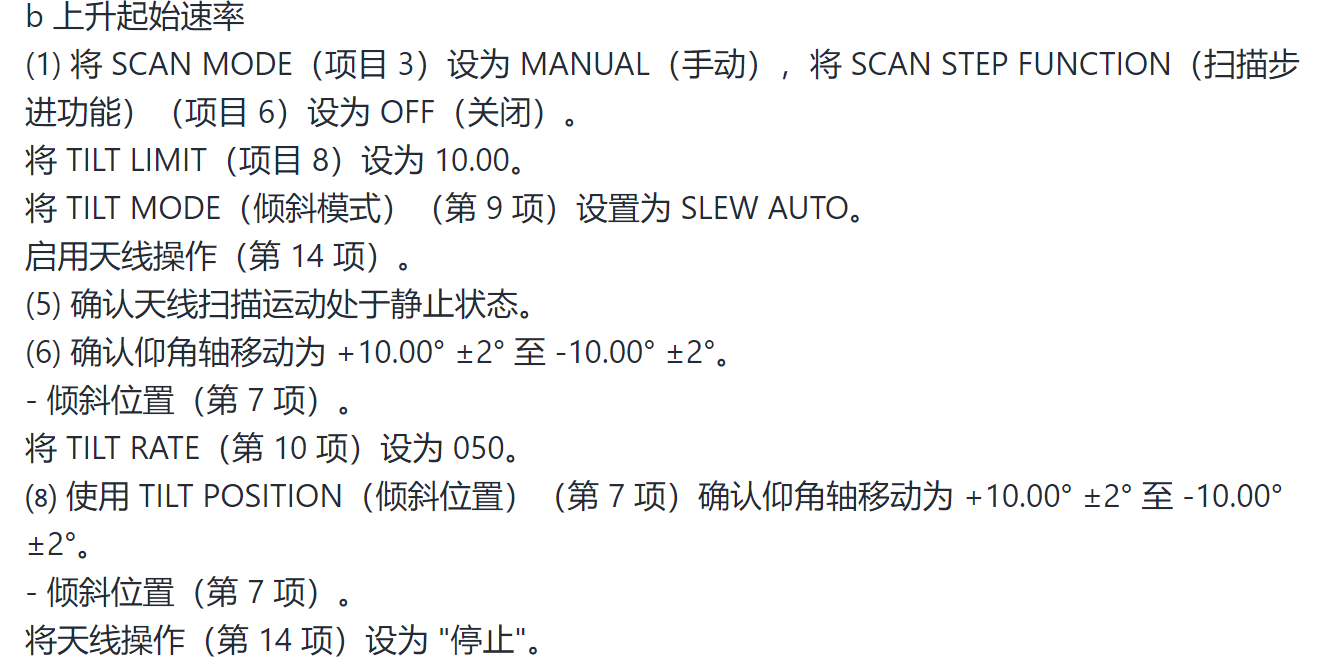 b 上升起始速率
(1) 将 SCAN MODE（项目 3）设为 MANUAL（手动），将 SCAN STEP FUNCTION（扫描步
进功能）（项目 6）设为 OFF（关闭）。
将 TILT LIMIT（项目 8）设为 10.00。
将 TILT MODE（倾斜模式）（第 9 项）设置为 SLEW AUTO。
启用天线操作（第 14 项）。
(5) 确认天线扫描运动处于静止状态。
(6) 确认仰角轴移动为 +10.00° ±2° 至 -10.00° ±2°。
- 倾斜位置（第 7 项）。
将 TILT RATE（第 10 项）设为 050。
(8) 使用 TILT POSITION（倾斜位置）（第 7 项）确认仰角轴移动为 +10.00° ±2° 至 -10.00°
±2°。
- 倾斜位置（第 7 项）。
将天线操作（第 14 项）设为 "停止"。